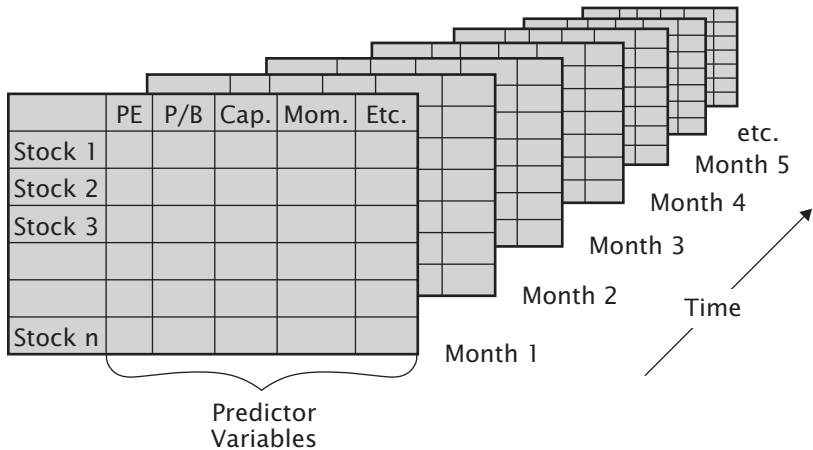 PE P/B Cap. Mom. Etc.
Stock 1
Stock 2
Stock 3
Stock n
Month 1
Month 2
Month 3
Month 4
Month 5
etc.
Time
Predictor
Variables